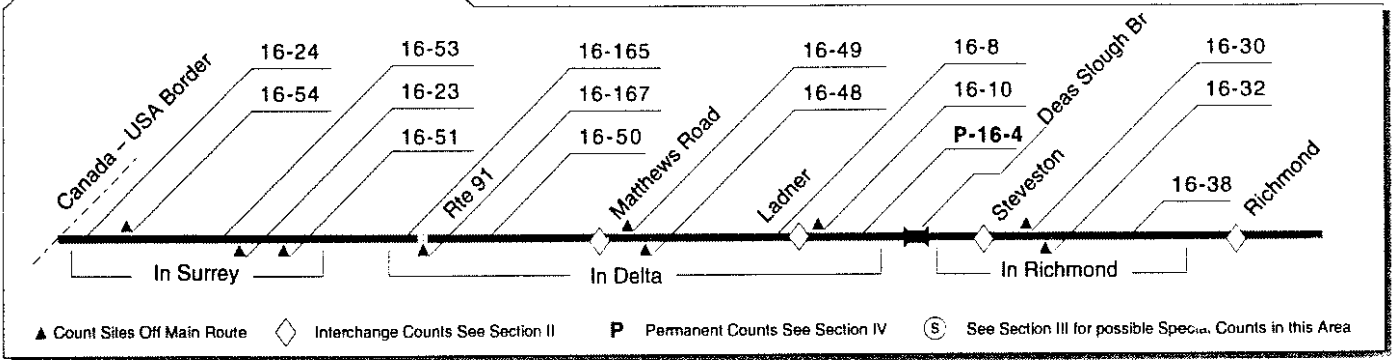 Canada - USA Border
16-24
16-54
16-53
16-23
16-51
Rte 91
16-165
16-167
16-50
Matthews Road
16-49
16-48
Ladner
16-8
16-10
P-16-4
Deas Slough Br
Steveston
16-30
16-32
16-38
Richmond
In Surrey
In Delta
In Richmond
Count Sites Off Main Route
Interchange Counts See Section II
P Permanent Counts See Section IV
S See Section III for possible Special Counts in this Area